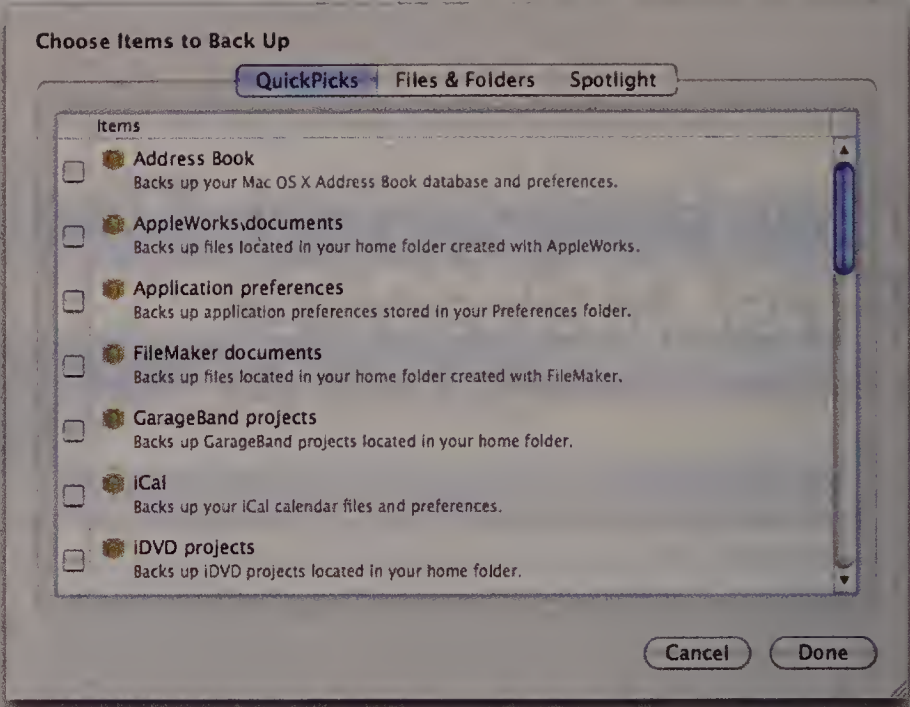 Choose Items to Back Up
QuickPicks Files & Folders Spotlight
Items
Address Book
Backs up your Mac OS X Address Book database and preferences.
AppleWorks documents
Backs up files located in your home folder created with AppleWorks.
Application preferences
Backs up application preferences stored in your Preferences folder.
FileMaker documents
Backs up files located in your home folder created with FileMaker.
GarageBand projects
Backs up GarageBand projects located in your home folder.
iCal
Backs up your iCal calendar files and preferences.
iDVD projects
Backs up iDVD projects located in your home folder.
Cancel Done